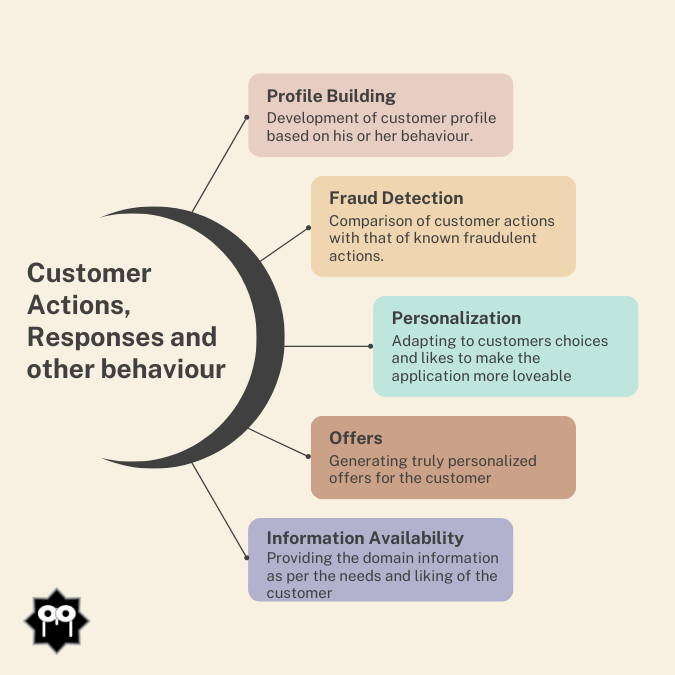 Profile Building
Development of customer profile
based on his or her behaviour.
Fraud Detection
Comparison of customer actions
with that of known fraudulent
actions.
Customer
Actions,
Responses and
other behaviour
Personalization
Adapting to customers choices
and likes to make the
application more loveable
Offers
Generating truly personalized
offers for the customer
Information Availability
Providing the domain information
as per the needs and liking of the
customer